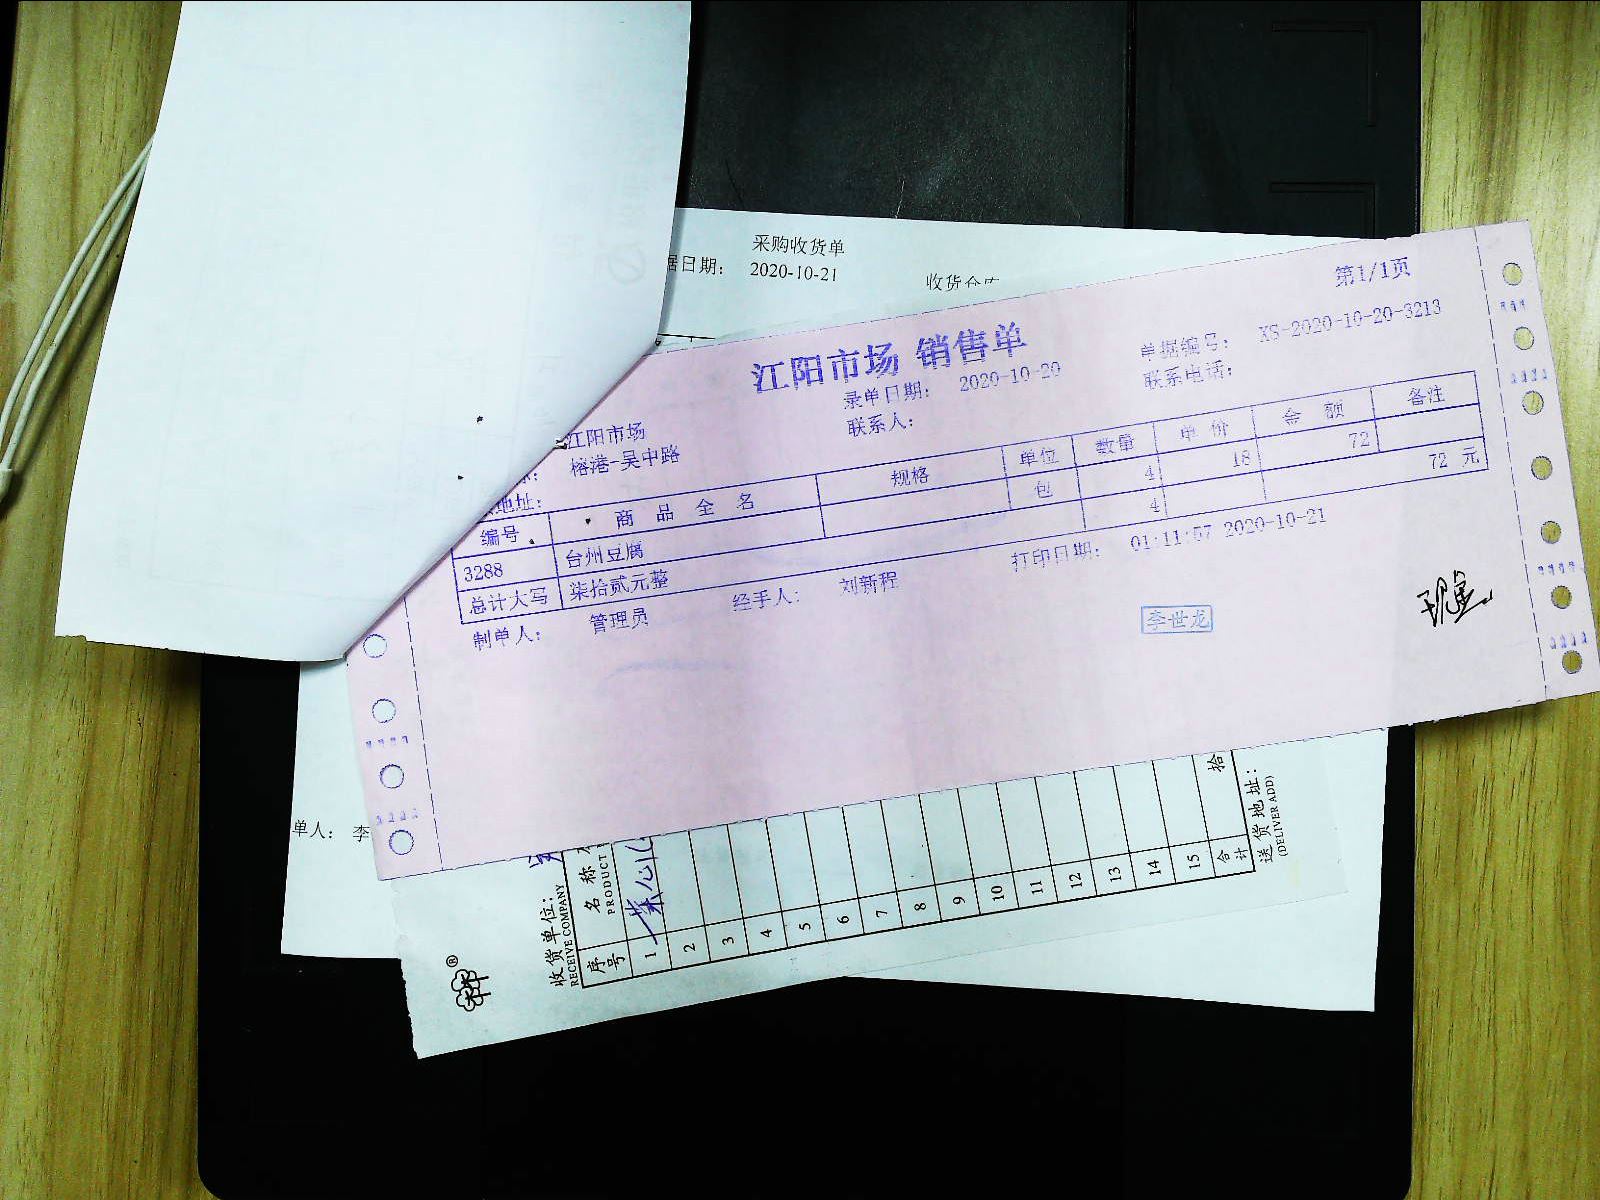 采购收货单
据日期： 2020-10-21
收货仓库
第1/1页
江阳市场 销售单
单据编号： XS-2020-10-20-3213
录单日期： 2020-10-20
联系电话：
江阳市场
联系人：
榕港-吴中路
地址：
编号 商品全名 规格 单位 数量 单价 金额 备注
3288 台州豆腐 包 4 18 72
总计大写 柒拾贰元整 4 72 元
制单人： 管理员 经手人： 刘新程 打印日期： 01:11:57 2020-10-21
李世龙
单人： 李
收货单位：
RECEIVE COMPANY
序号 名称
PRODUCT
1 菜心
2
3
4
5
6
7
8
9
10
11
12
13
14
15
合计 拾
送货地址：
(DELIVER ADD)